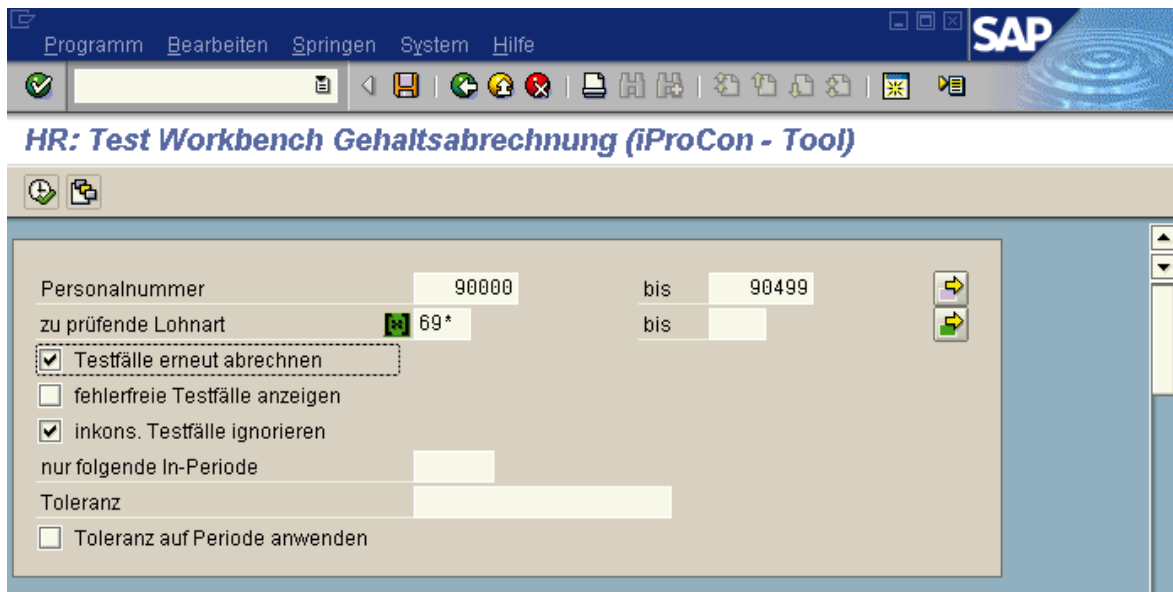 Programm Bearbeiten Springen System Hilfe
SAP
HR: Test Workbench Gehaltsabrechnung (iProCon - Tool)
Personalnummer 90000 bis 90499
zu prüfende Lohnart 69* bis
Testfälle erneut abrechnen
fehlerfreie Testfälle anzeigen
inkons. Testfälle ignorieren
nur folgende In-Periode
Toleranz
Toleranz auf Periode anwenden